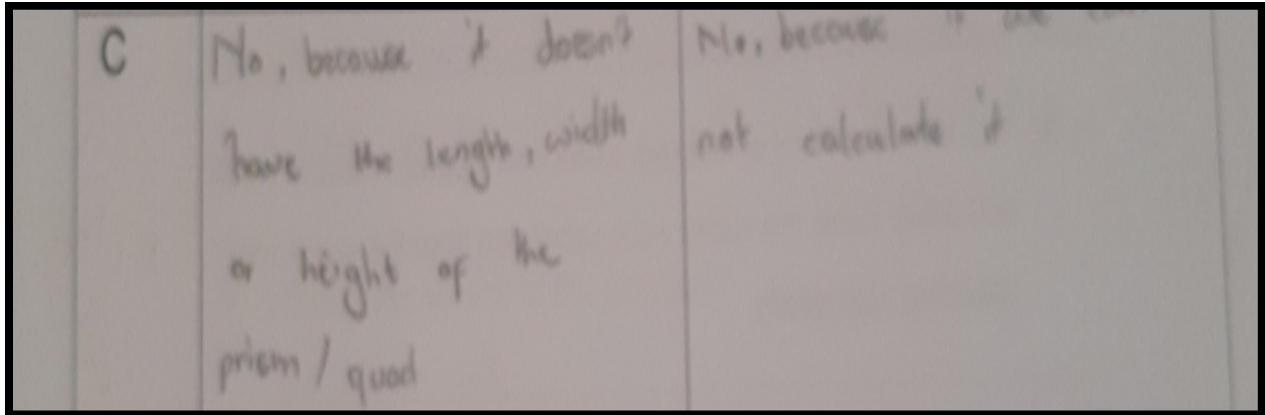 C
No, because it doesn't
have the length, width
or height of the
prism / quad
No, because it
not calculate it